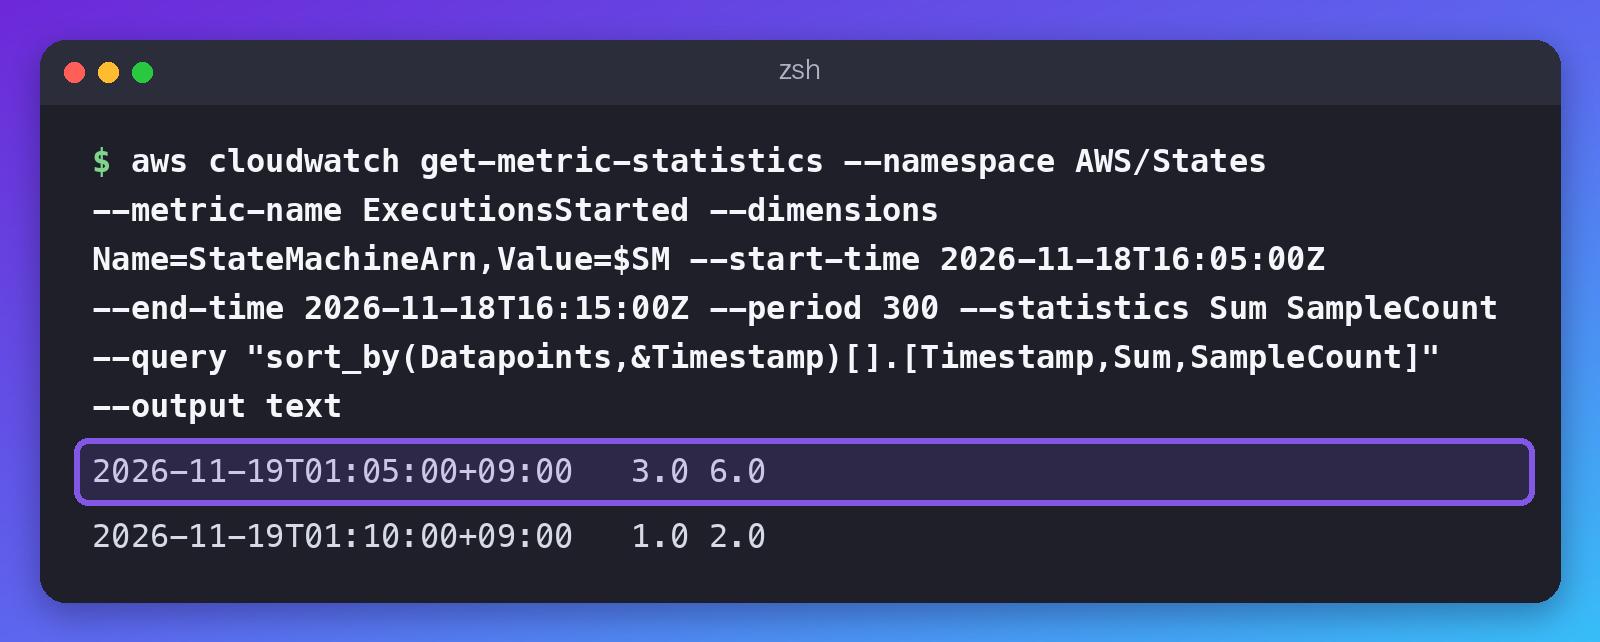 zsh
$ aws cloudwatch get-metric-statistics --namespace AWS/States
--metric-name ExecutionsStarted --dimensions
Name=StateMachineArn,Value=$SM --start-time 2026-11-18T16:05:00Z
--end-time 2026-11-18T16:15:00Z --period 300 --statistics Sum SampleCount
--query "sort_by(Datapoints,&Timestamp)[].[Timestamp,Sum,SampleCount]"
--output text
2026-11-19T01:05:00+09:00   3.0 6.0
2026-11-19T01:10:00+09:00   1.0 2.0